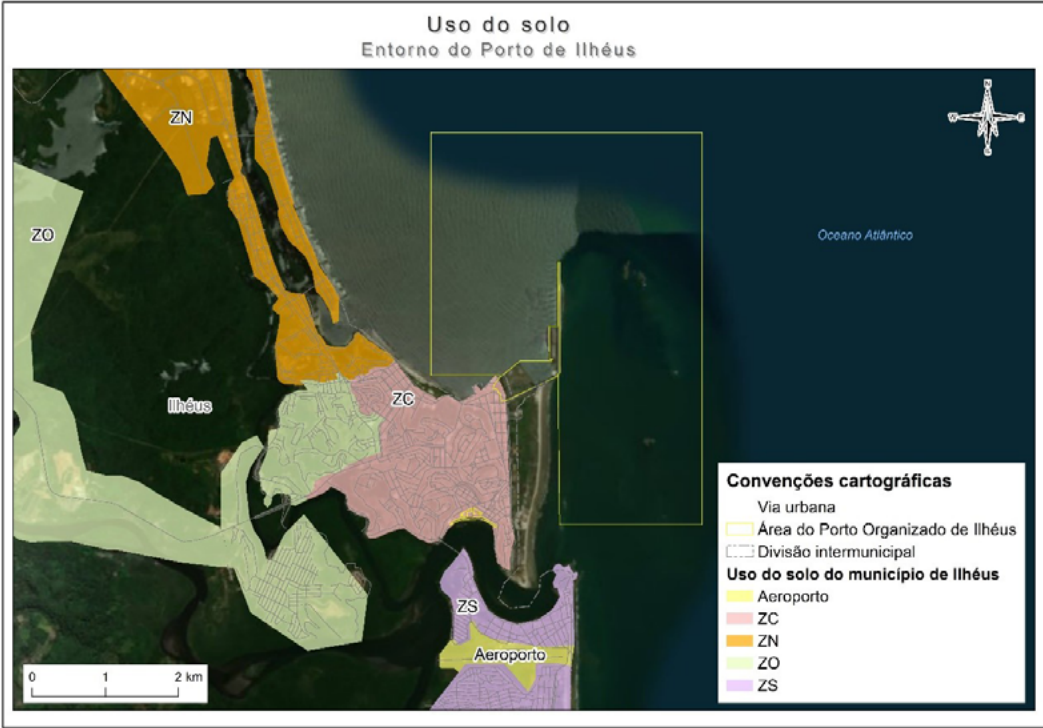 Uso do solo
Entorno do Porto de Ilhéus
N
W
E
S
ZN
ZO
Oceano Atlântico
Ilhéus
ZC
ZS
Aeroporto
Convenções cartográficas
Via urbana
Área do Porto Organizado de Ilhéus
Divisão intermunicipal
Uso do solo do município de Ilhéus
Aeroporto
ZC
ZN
ZO
ZS
0 1 2 km